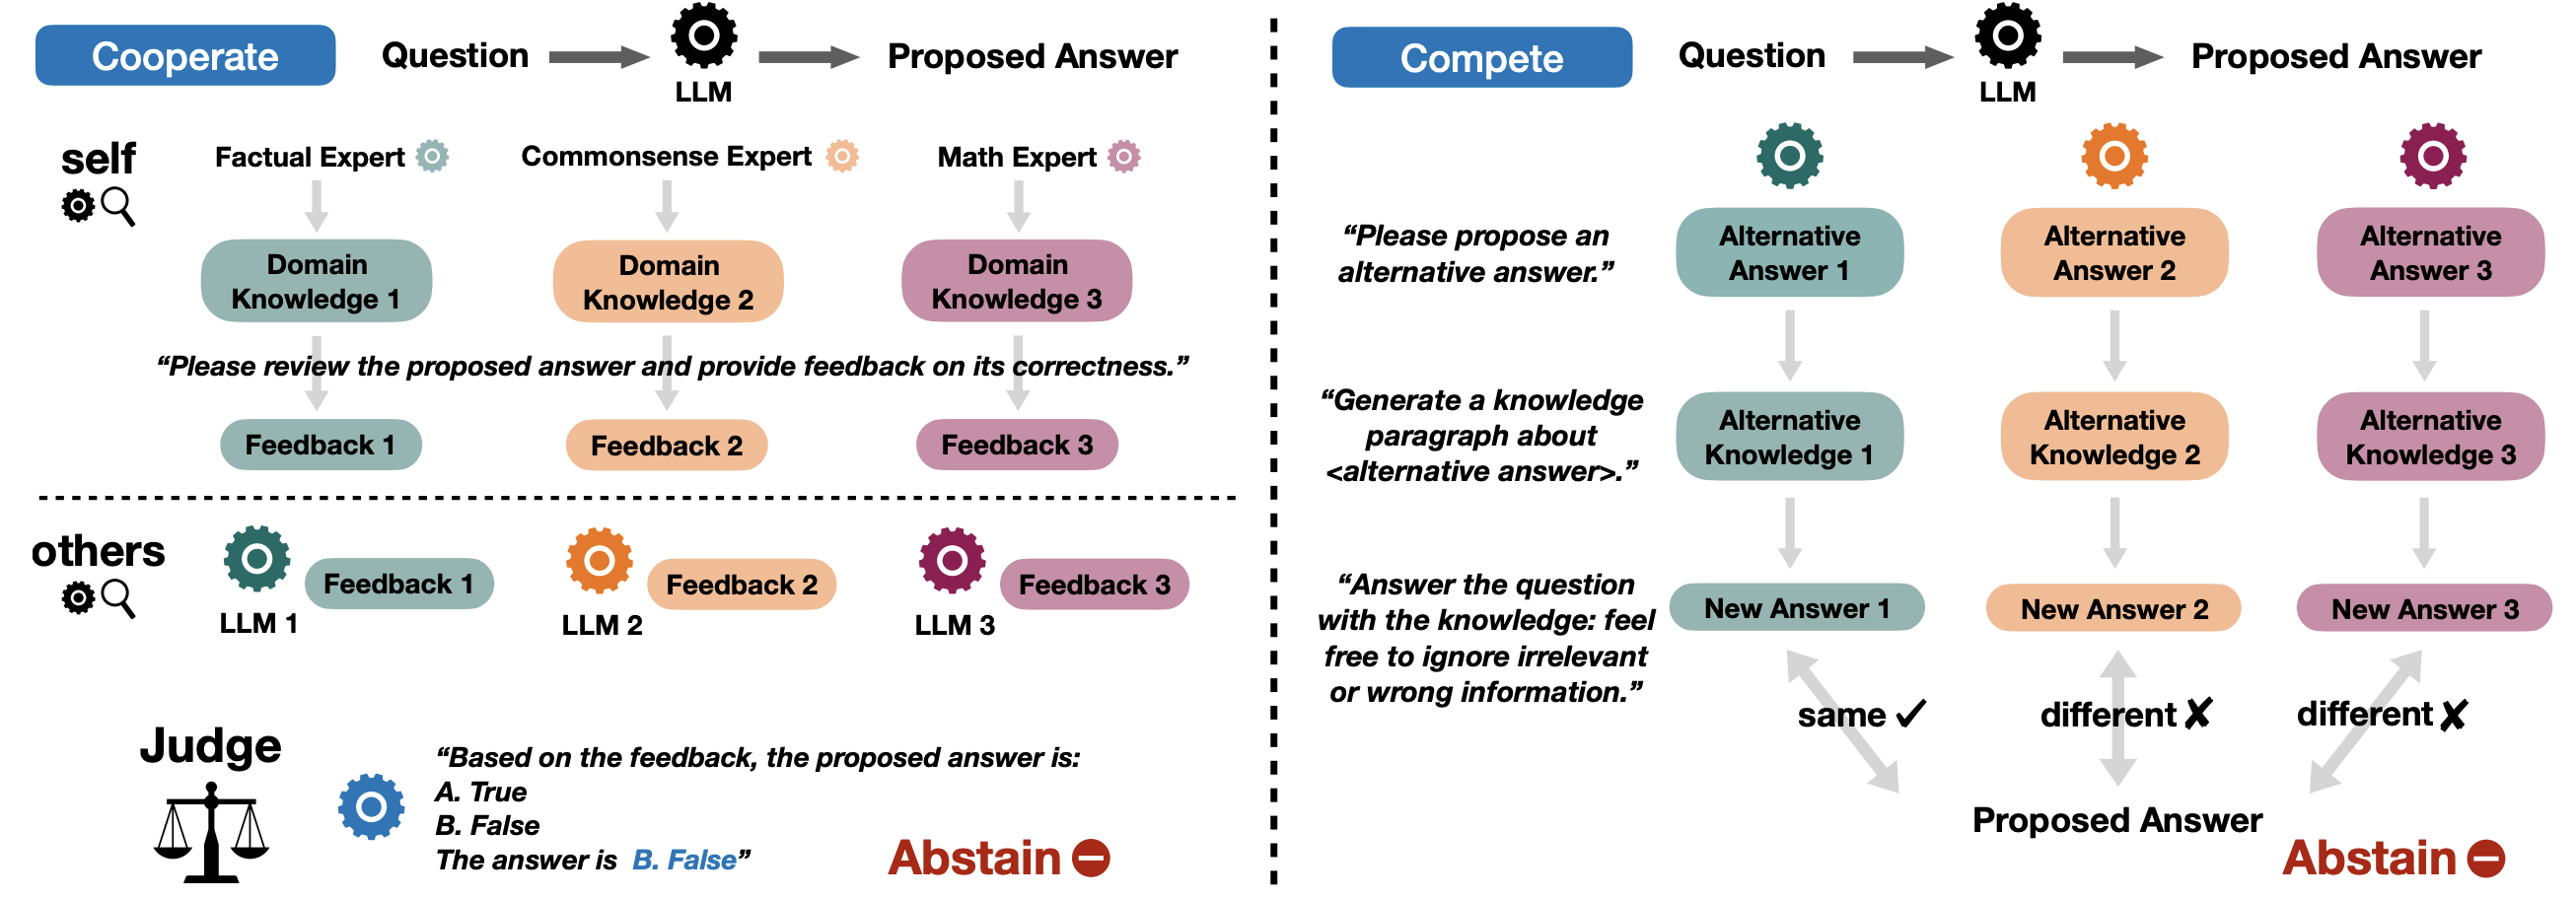 Cooperate
Question
LLM
Proposed Answer
self
Factual Expert
Commonsense Expert
Math Expert
Domain
Knowledge 1
Domain
Knowledge 2
Domain
Knowledge 3
“Please review the proposed answer and provide feedback on its correctness.”
Feedback 1
Feedback 2
Feedback 3
others
LLM 1
Feedback 1
LLM 2
Feedback 2
LLM 3
Feedback 3
Judge
“Based on the feedback, the proposed answer is:
A. True
B. False
The answer is B. False”
Abstain
Compete
Question
LLM
Proposed Answer
“Please propose an
alternative answer.”
Alternative
Answer 1
Alternative
Answer 2
Alternative
Answer 3
“Generate a knowledge
paragraph about
<alternative answer>.”
Alternative
Knowledge 1
Alternative
Knowledge 2
Alternative
Knowledge 3
“Answer the question
with the knowledge: feel
free to ignore irrelevant
or wrong information.”
New Answer 1
New Answer 2
New Answer 3
same ✓
different ✘
different ✘
Proposed Answer
Abstain